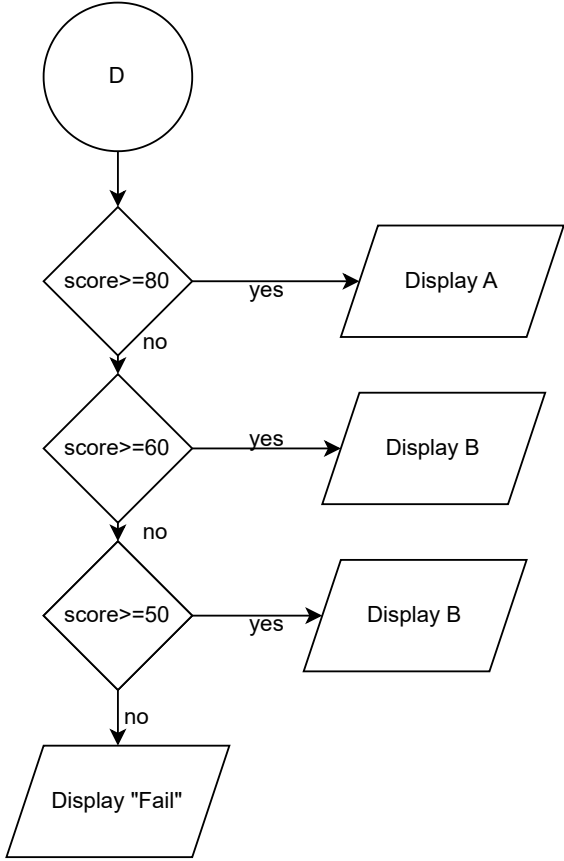 D
score>=80
yes
Display A
no
score>=60
yes
Display B
no
score>=50
yes
Display B
no
Display "Fail"